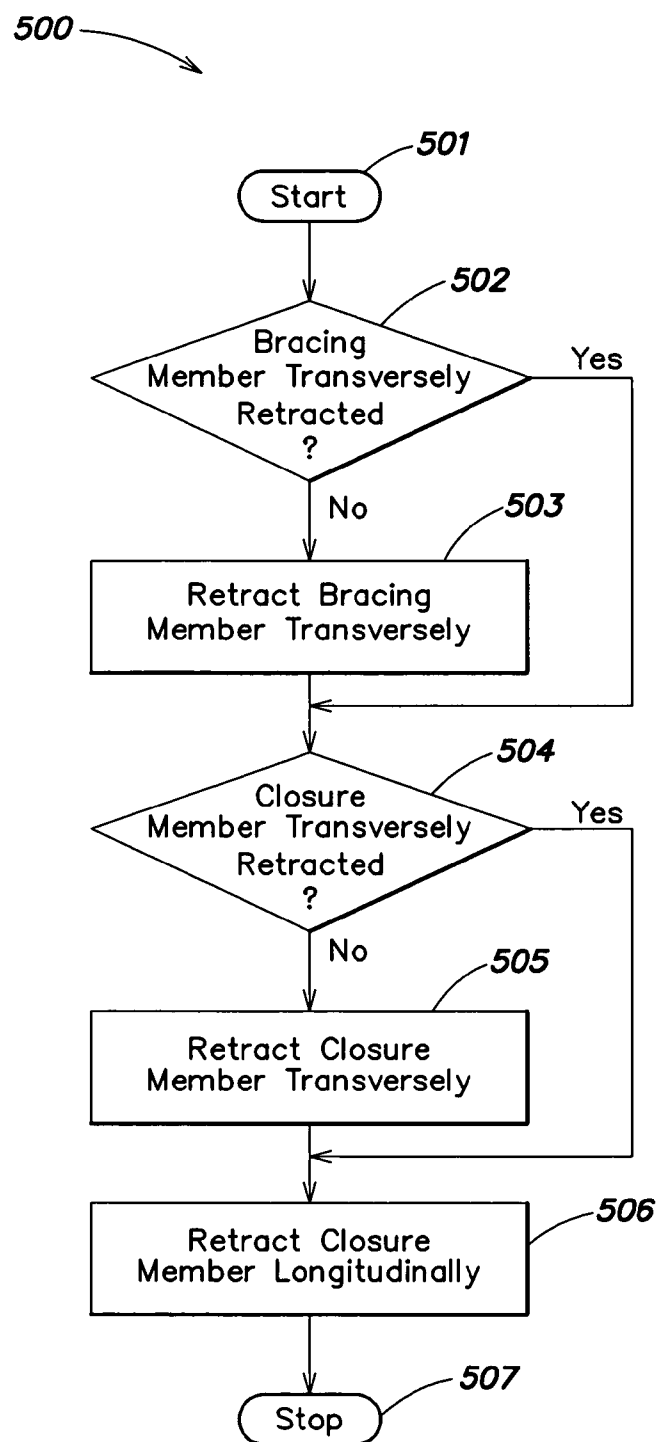 500
501
Start
502
Bracing
Member Transversely
Retracted
?
Yes
No
503
Retract Bracing
Member Transversely
504
Closure
Member Transversely
Retracted
?
Yes
No
505
Retract Closure
Member Transversely
506
Retract Closure
Member Longitudinally
507
Stop